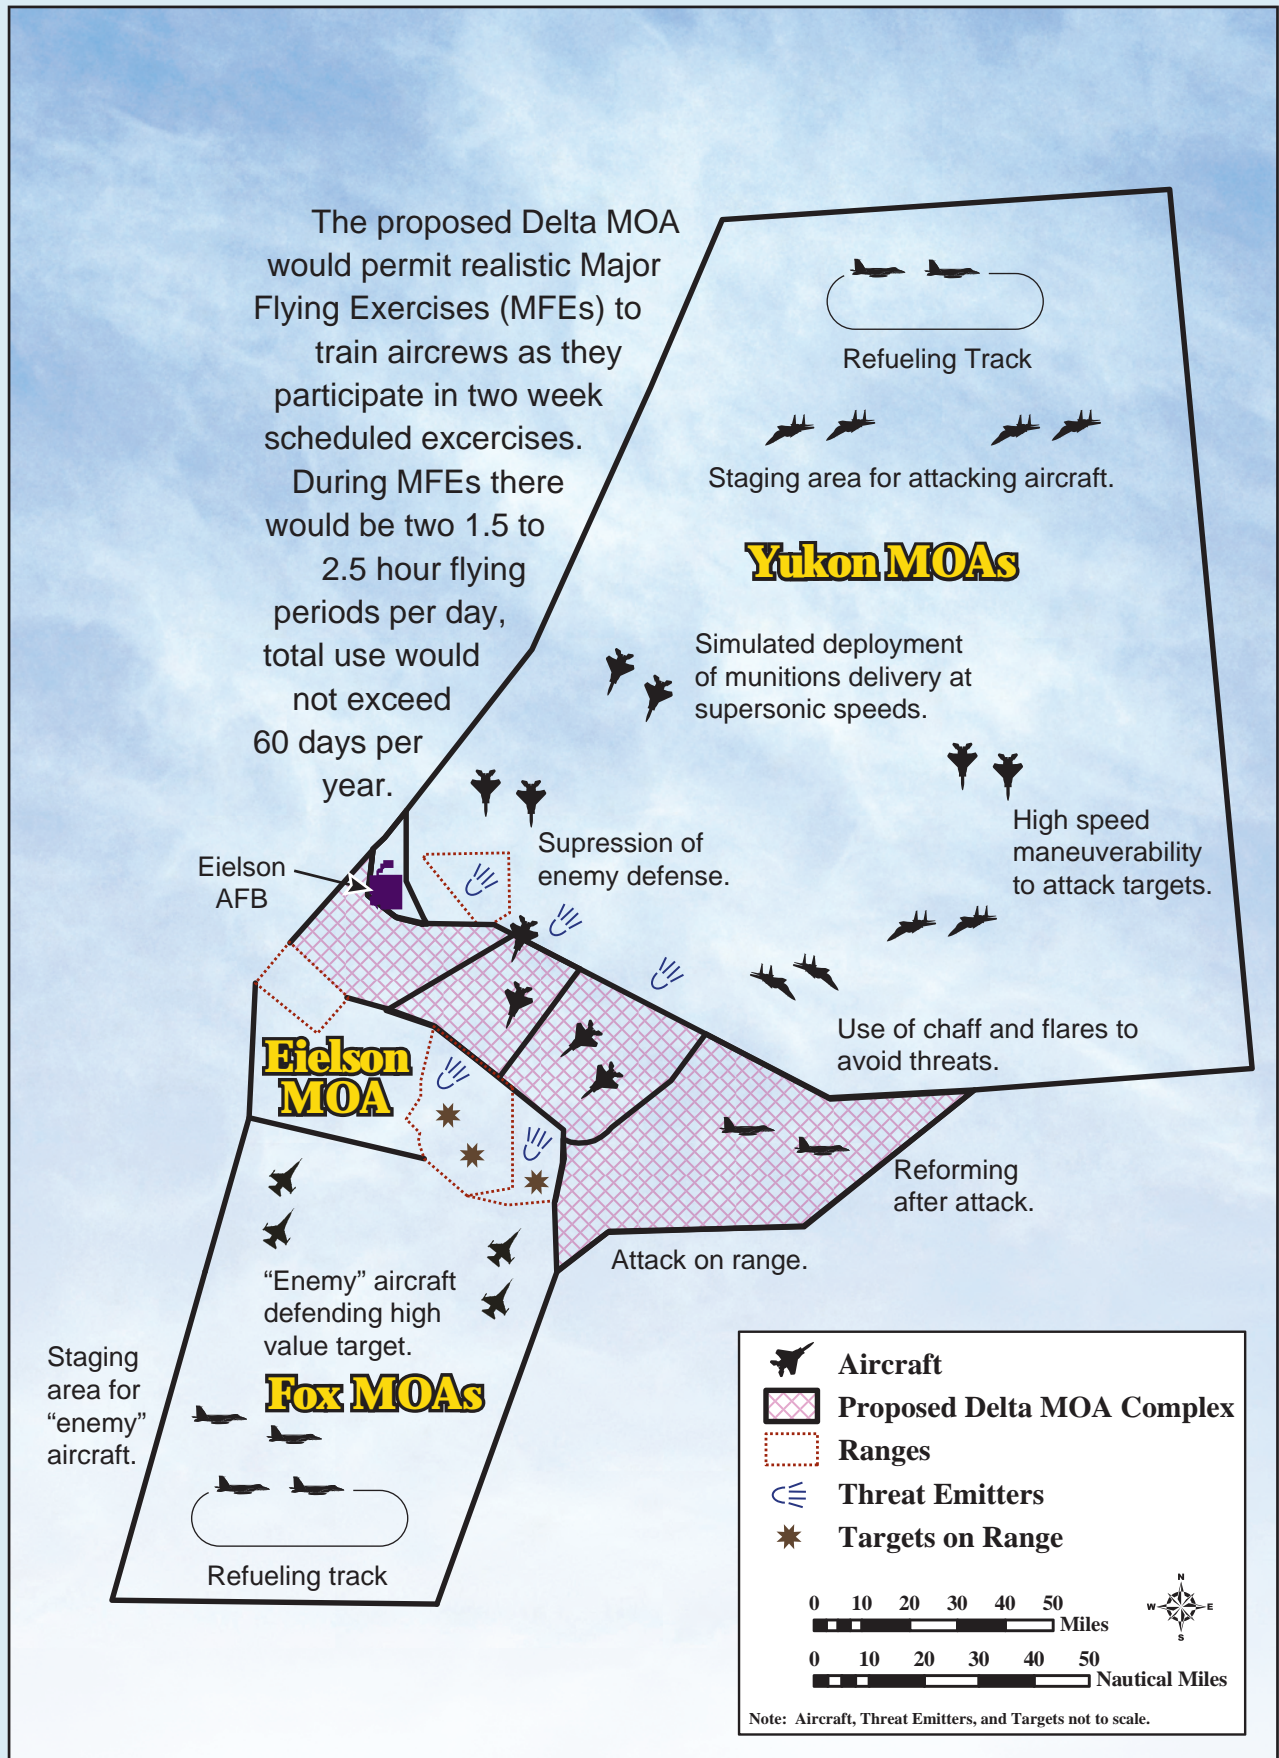 The proposed Delta MOA
would permit realistic Major
Flying Exercises (MFEs) to
train aircrews as they
participate in two week
scheduled excercises.
During MFEs there
would be two 1.5 to
2.5 hour flying
periods per day,
total use would
not exceed
60 days per
year.
Refueling Track
Staging area for attacking aircraft.
Yukon MOAs
Simulated deployment
of munitions delivery at
supersonic speeds.
High speed
maneuverability
to attack targets.
Supression of
enemy defense.
Eielson
AFB
Use of chaff and flares to
avoid threats.
Eielson
MOA
Reforming
after attack.
Attack on range.
"Enemy" aircraft
defending high
value target.
Staging
area for
"enemy"
aircraft.
Fox MOAs
Refueling track
Aircraft
Proposed Delta MOA Complex
Ranges
Threat Emitters
Targets on Range
N
W E
S
0 10 20 30 40 50
Miles
0 10 20 30 40 50
Nautical Miles
Note: Aircraft, Threat Emitters, and Targets not to scale.